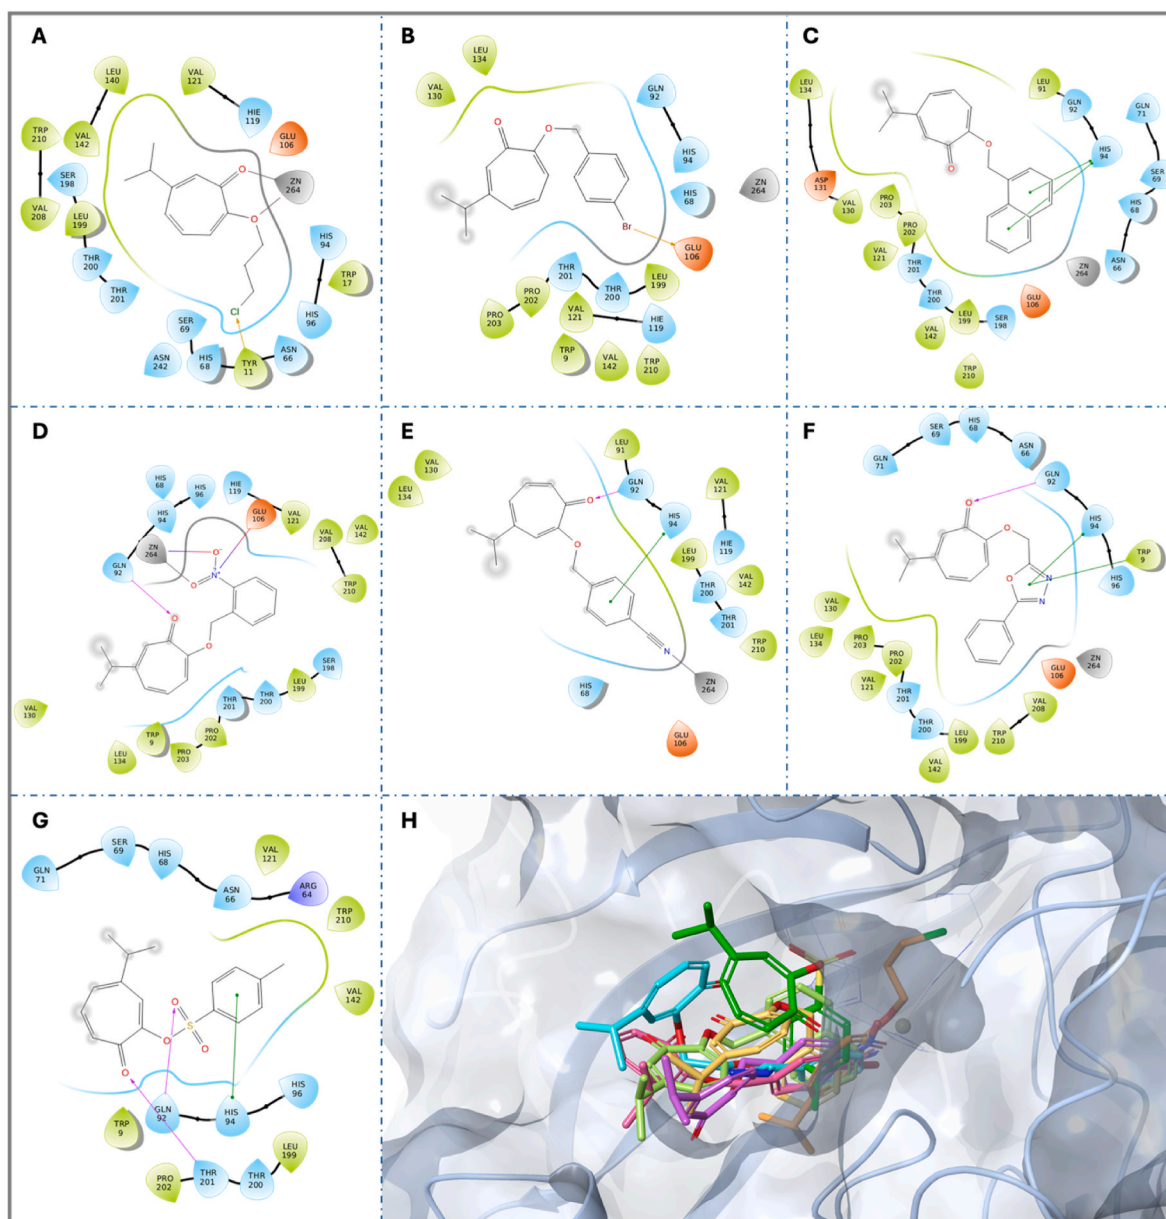 A
LEU
140
VAL
121
HIE
119
GLU
106
TRP
210
VAL
142
SER
198
VAL
208
LEU
199
THR
200
THR
201
O
ZN
264
O
HIS
94
TRP
17
HIS
96
Cl
SER
69
ASN
242
HIS
68
TYR
11
ASN
66
B
LEU
134
VAL
130
GLN
92
O
O
HIS
94
HIS
68
ZN
264
Br
GLU
106
THR
201
THR
200
LEU
199
PRO
202
PRO
203
VAL
121
HIE
119
TRP
9
VAL
142
TRP
210
C
LEU
134
LEU
91
GLN
92
GLN
71
HIS
94
O
O
SER
69
ASP
131
VAL
130
PRO
203
PRO
202
HIS
68
VAL
121
THR
201
ZN
264
ASN
66
THR
200
GLU
106
LEU
199
SER
198
VAL
142
TRP
210
D
HIS
68
HIS
96
HIE
119
GLU
106
VAL
121
VAL
208
VAL
142
HIS
94
ZN
264
O-
N+
O
GLN
92
TRP
210
O
O
SER
198
LEU
199
THR
200
THR
201
VAL
130
TRP
9
PRO
202
PRO
203
LEU
134
E
LEU
91
VAL
130
LEU
134
GLN
92
VAL
121
O
HIS
94
HIE
119
O
LEU
199
THR
200
VAL
142
THR
201
TRP
210
N
HIS
68
ZN
264
GLU
106
F
SER
69
HIS
68
ASN
66
GLN
71
GLN
92
O
HIS
94
O
TRP
9
HIS
96
O
N
N
VAL
130
LEU
134
PRO
203
PRO
202
GLU
106
ZN
264
VAL
121
THR
201
THR
200
VAL
208
LEU
199
TRP
210
VAL
142
G
SER
69
HIS
68
VAL
121
GLN
71
ASN
66
ARG
64
TRP
210
O
S
O
O
O
VAL
142
HIS
96
GLN
92
HIS
94
TRP
9
LEU
199
PRO
202
THR
201
THR
200
H